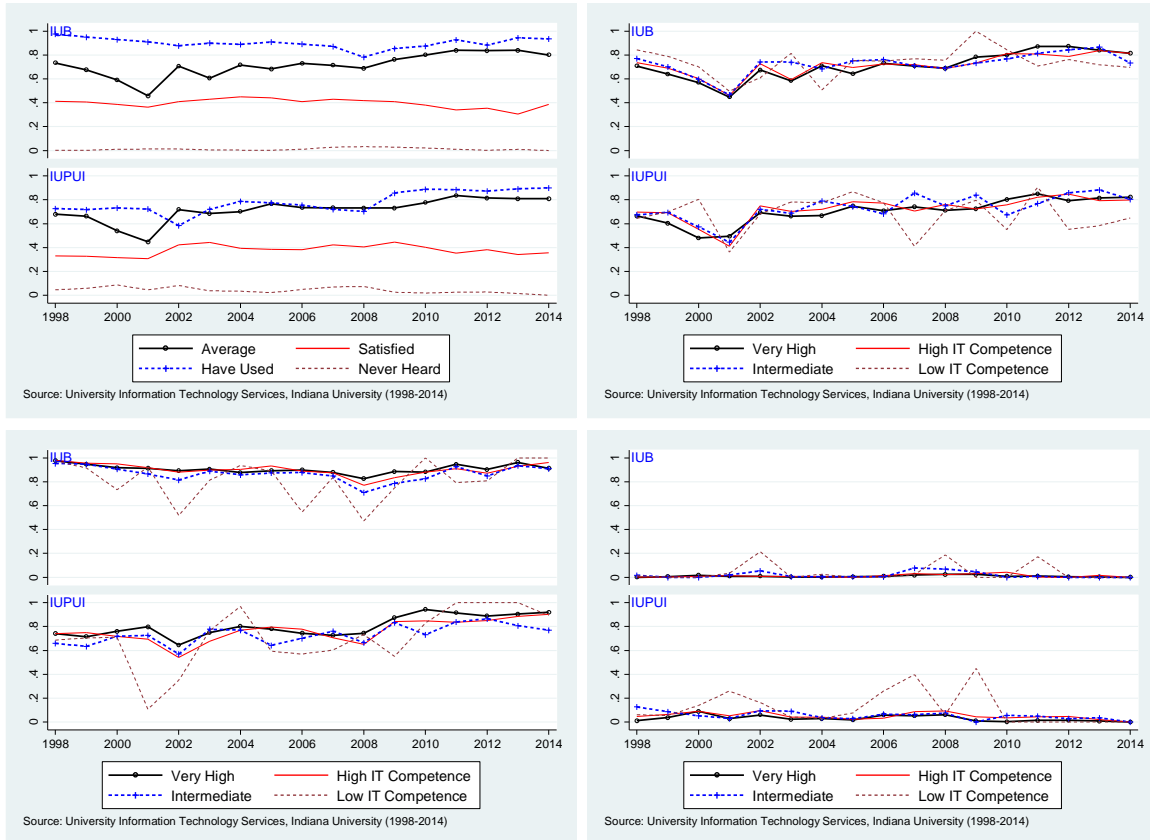 IUB
0 .2 .4 .6 .8 1
IUPUI
0 .2 .4 .6 .8 1
1998 2000 2002 2004 2006 2008 2010 2012 2014
Average Satisfied
Have Used Never Heard
Source: University Information Technology Services, Indiana University (1998-2014)
IUB
0 .2 .4 .6 .8 1
IUPUI
0 .2 .4 .6 .8 1
1998 2000 2002 2004 2006 2008 2010 2012 2014
Very High High IT Competence
Intermediate Low IT Competence
Source: University Information Technology Services, Indiana University (1998-2014)
IUB
0 .2 .4 .6 .8 1
IUPUI
0 .2 .4 .6 .8 1
1998 2000 2002 2004 2006 2008 2010 2012 2014
Very High High IT Competence
Intermediate Low IT Competence
Source: University Information Technology Services, Indiana University (1998-2014)
IUB
0 .2 .4 .6 .8 1
IUPUI
0 .2 .4 .6 .8 1
1998 2000 2002 2004 2006 2008 2010 2012 2014
Very High High IT Competence
Intermediate Low IT Competence
Source: University Information Technology Services, Indiana University (1998-2014)